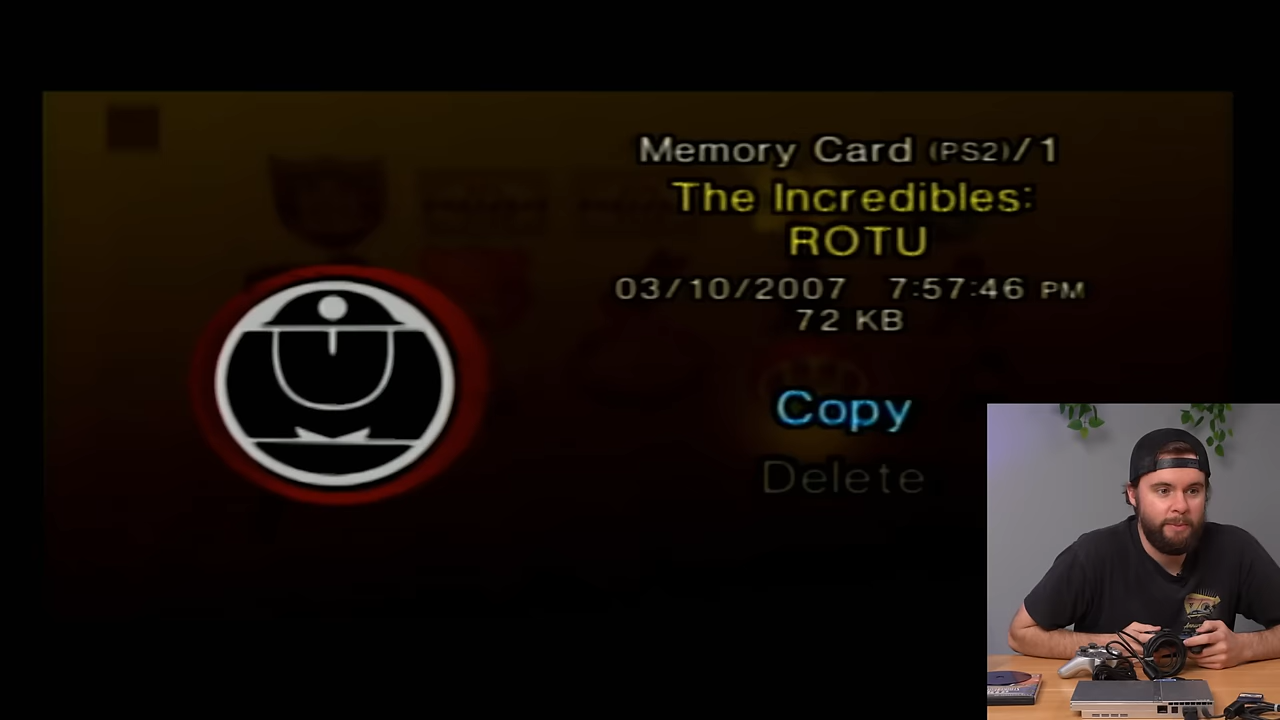 Memory Card (PS2)/1
The Incredibles:
ROTU
03/10/2007 7:57:46 PM
72 KB
Copy
Delete